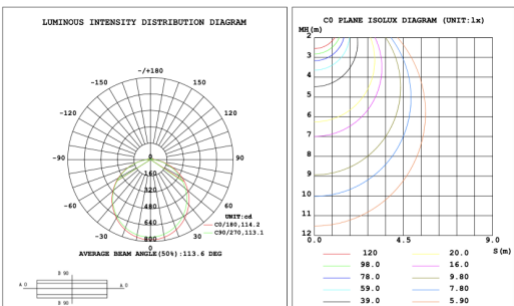 LUMINOUS INTENSITY DISTRIBUTION DIAGRAM
-/+180
-150 150
-120 120
-90 0 90
160
320
-60 480 60
640
-30 800 30
0
UNIT:cd
C0/180,114.2
C90/270,113.1
AVERAGE BEAM ANGLE(50%):113.6 DEG
C0 PLANE ISOLUX DIAGRAM (UNIT:lx)
MH(m)
2
3
4
5
6
7
8
9
10
11
12
0.0 4.5 9.0
S(m)
120 20.0
98.0 16.0
78.0 9.80
59.0 7.80
39.0 5.90